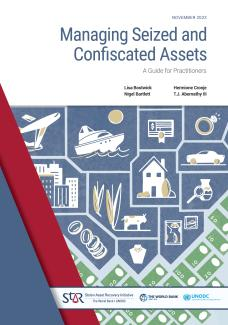 NOVEMBER 2023
Managing Seized and
Confiscated Assets
A Guide for Practitioners
Lisa Bostwick
Hermione Cronje
Nigel Bartlett
T.J. Abernathy III
StAR
Stolen Asset Recovery Initiative
The World Bank • UNODC
THE WORLD BANK
UNODC